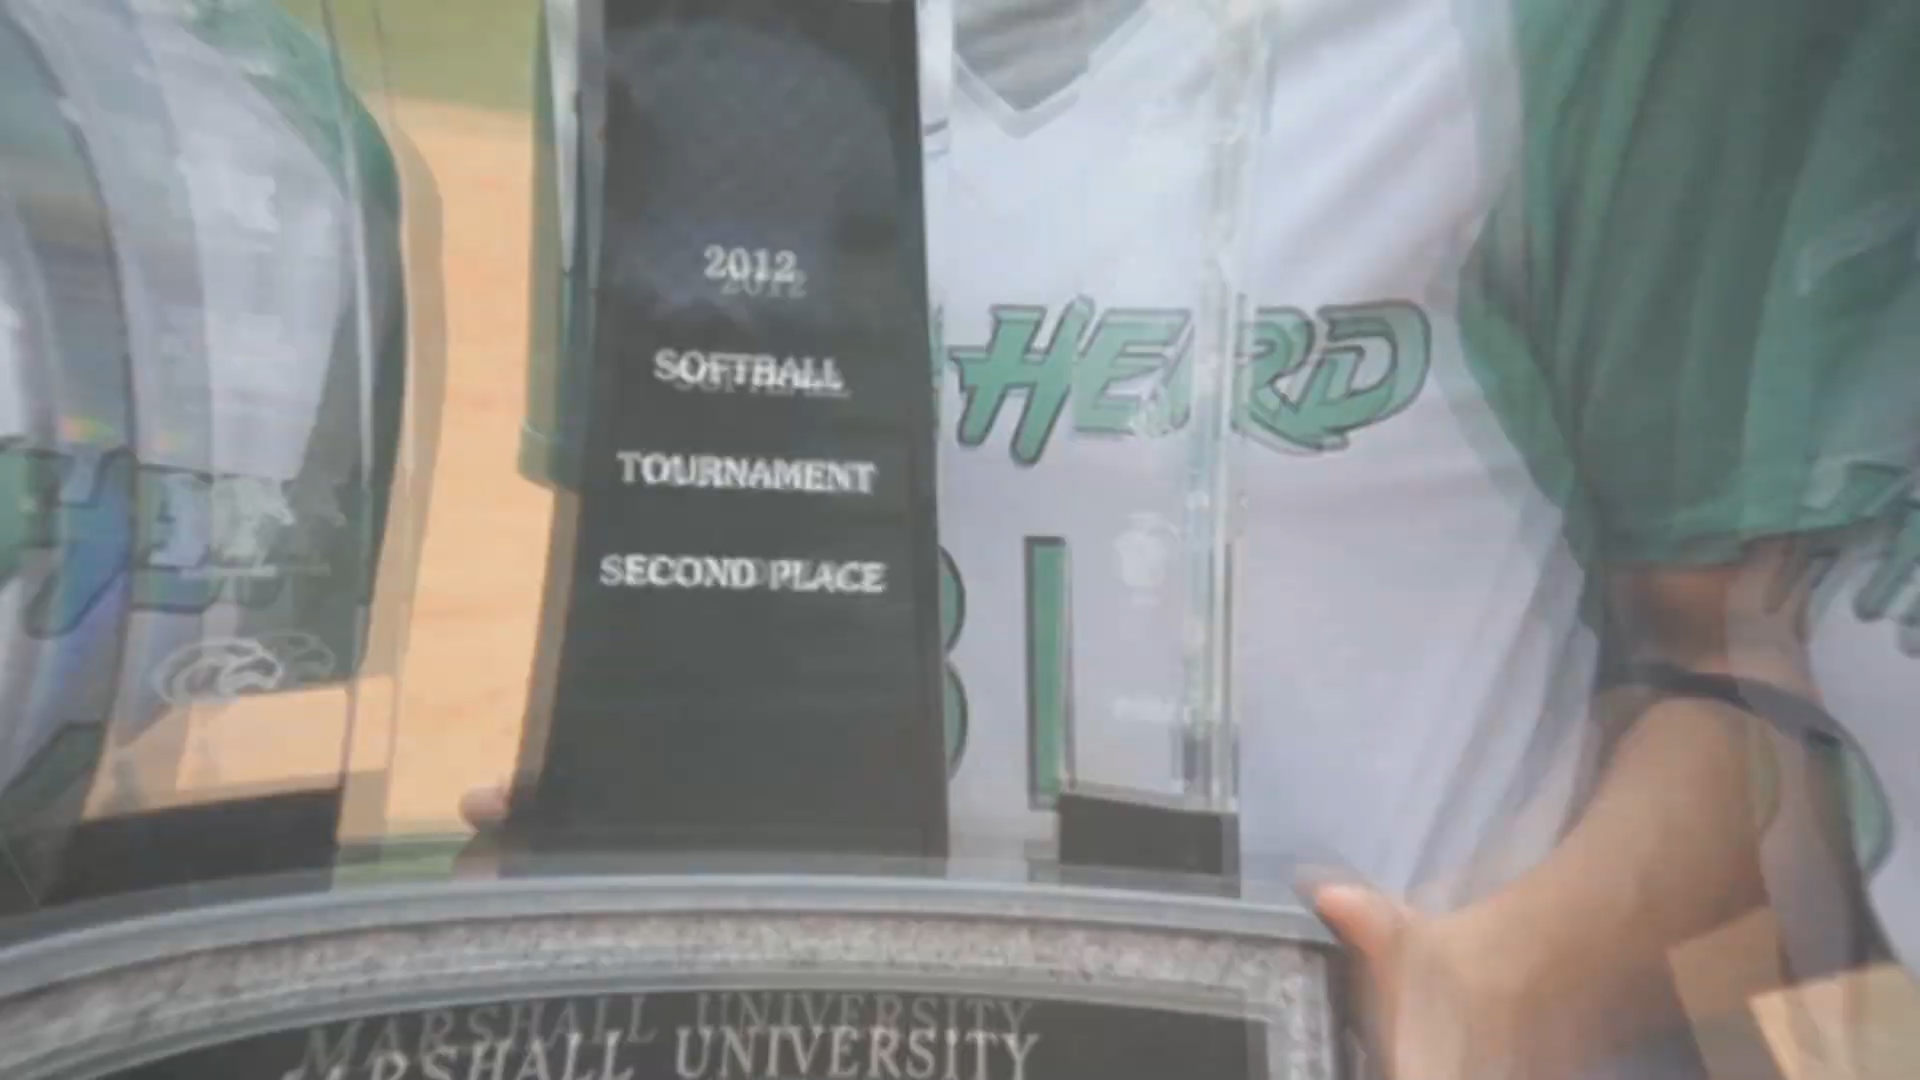 2012
SOFTBALL
TOURNAMENT
SECOND PLACE
HERD
MARSHALL UNIVERSITY